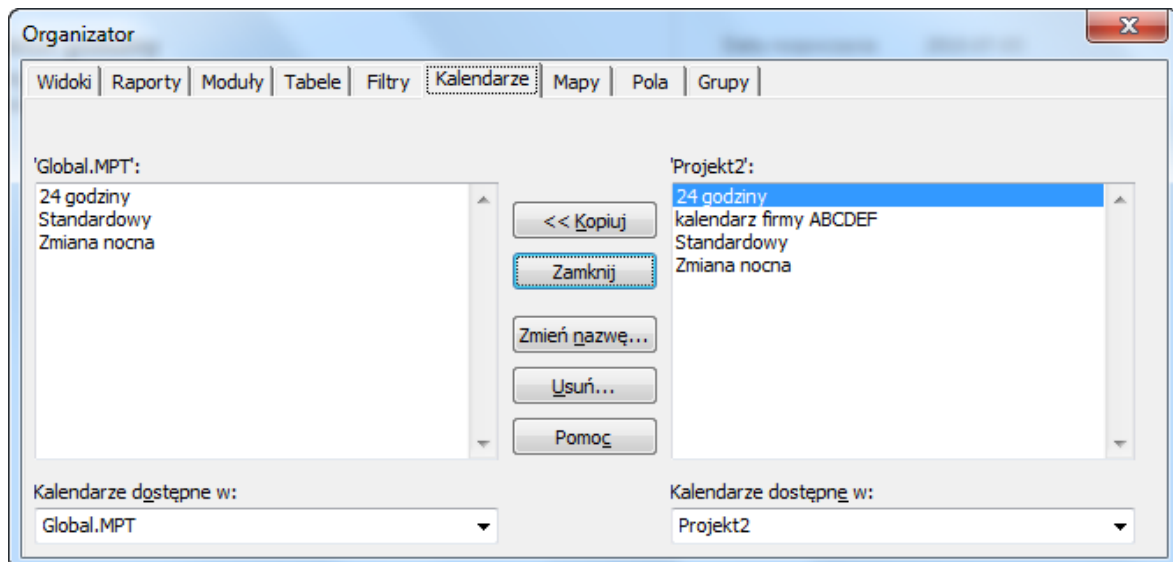 Organizator
Widoki Raporty Moduły Tabele Filtry Kalendarze Mapy Pola Grupy
'Global.MPT':
24 godziny
Standardowy
Zmiana nocna
<< Kopiuj
Zamknij
Zmień nazwę...
Usuń...
Pomoc
'Projekt2':
24 godziny
kalendarz firmy ABCDEF
Standardowy
Zmiana nocna
Kalendarze dostępne w:
Global.MPT
Kalendarze dostępne w:
Projekt2